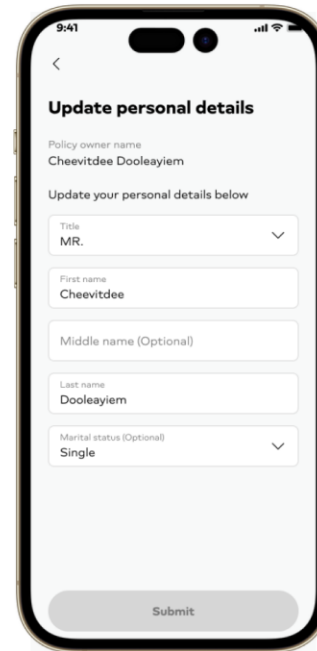 9:41
Update personal details
Policy owner name
Cheevitdee Dooleayiem
Update your personal details below
Title
MR.
First name
Cheevitdee
Middle name (Optional)
Last name
Dooleayiem
Marital status (Optional)
Single
Submit